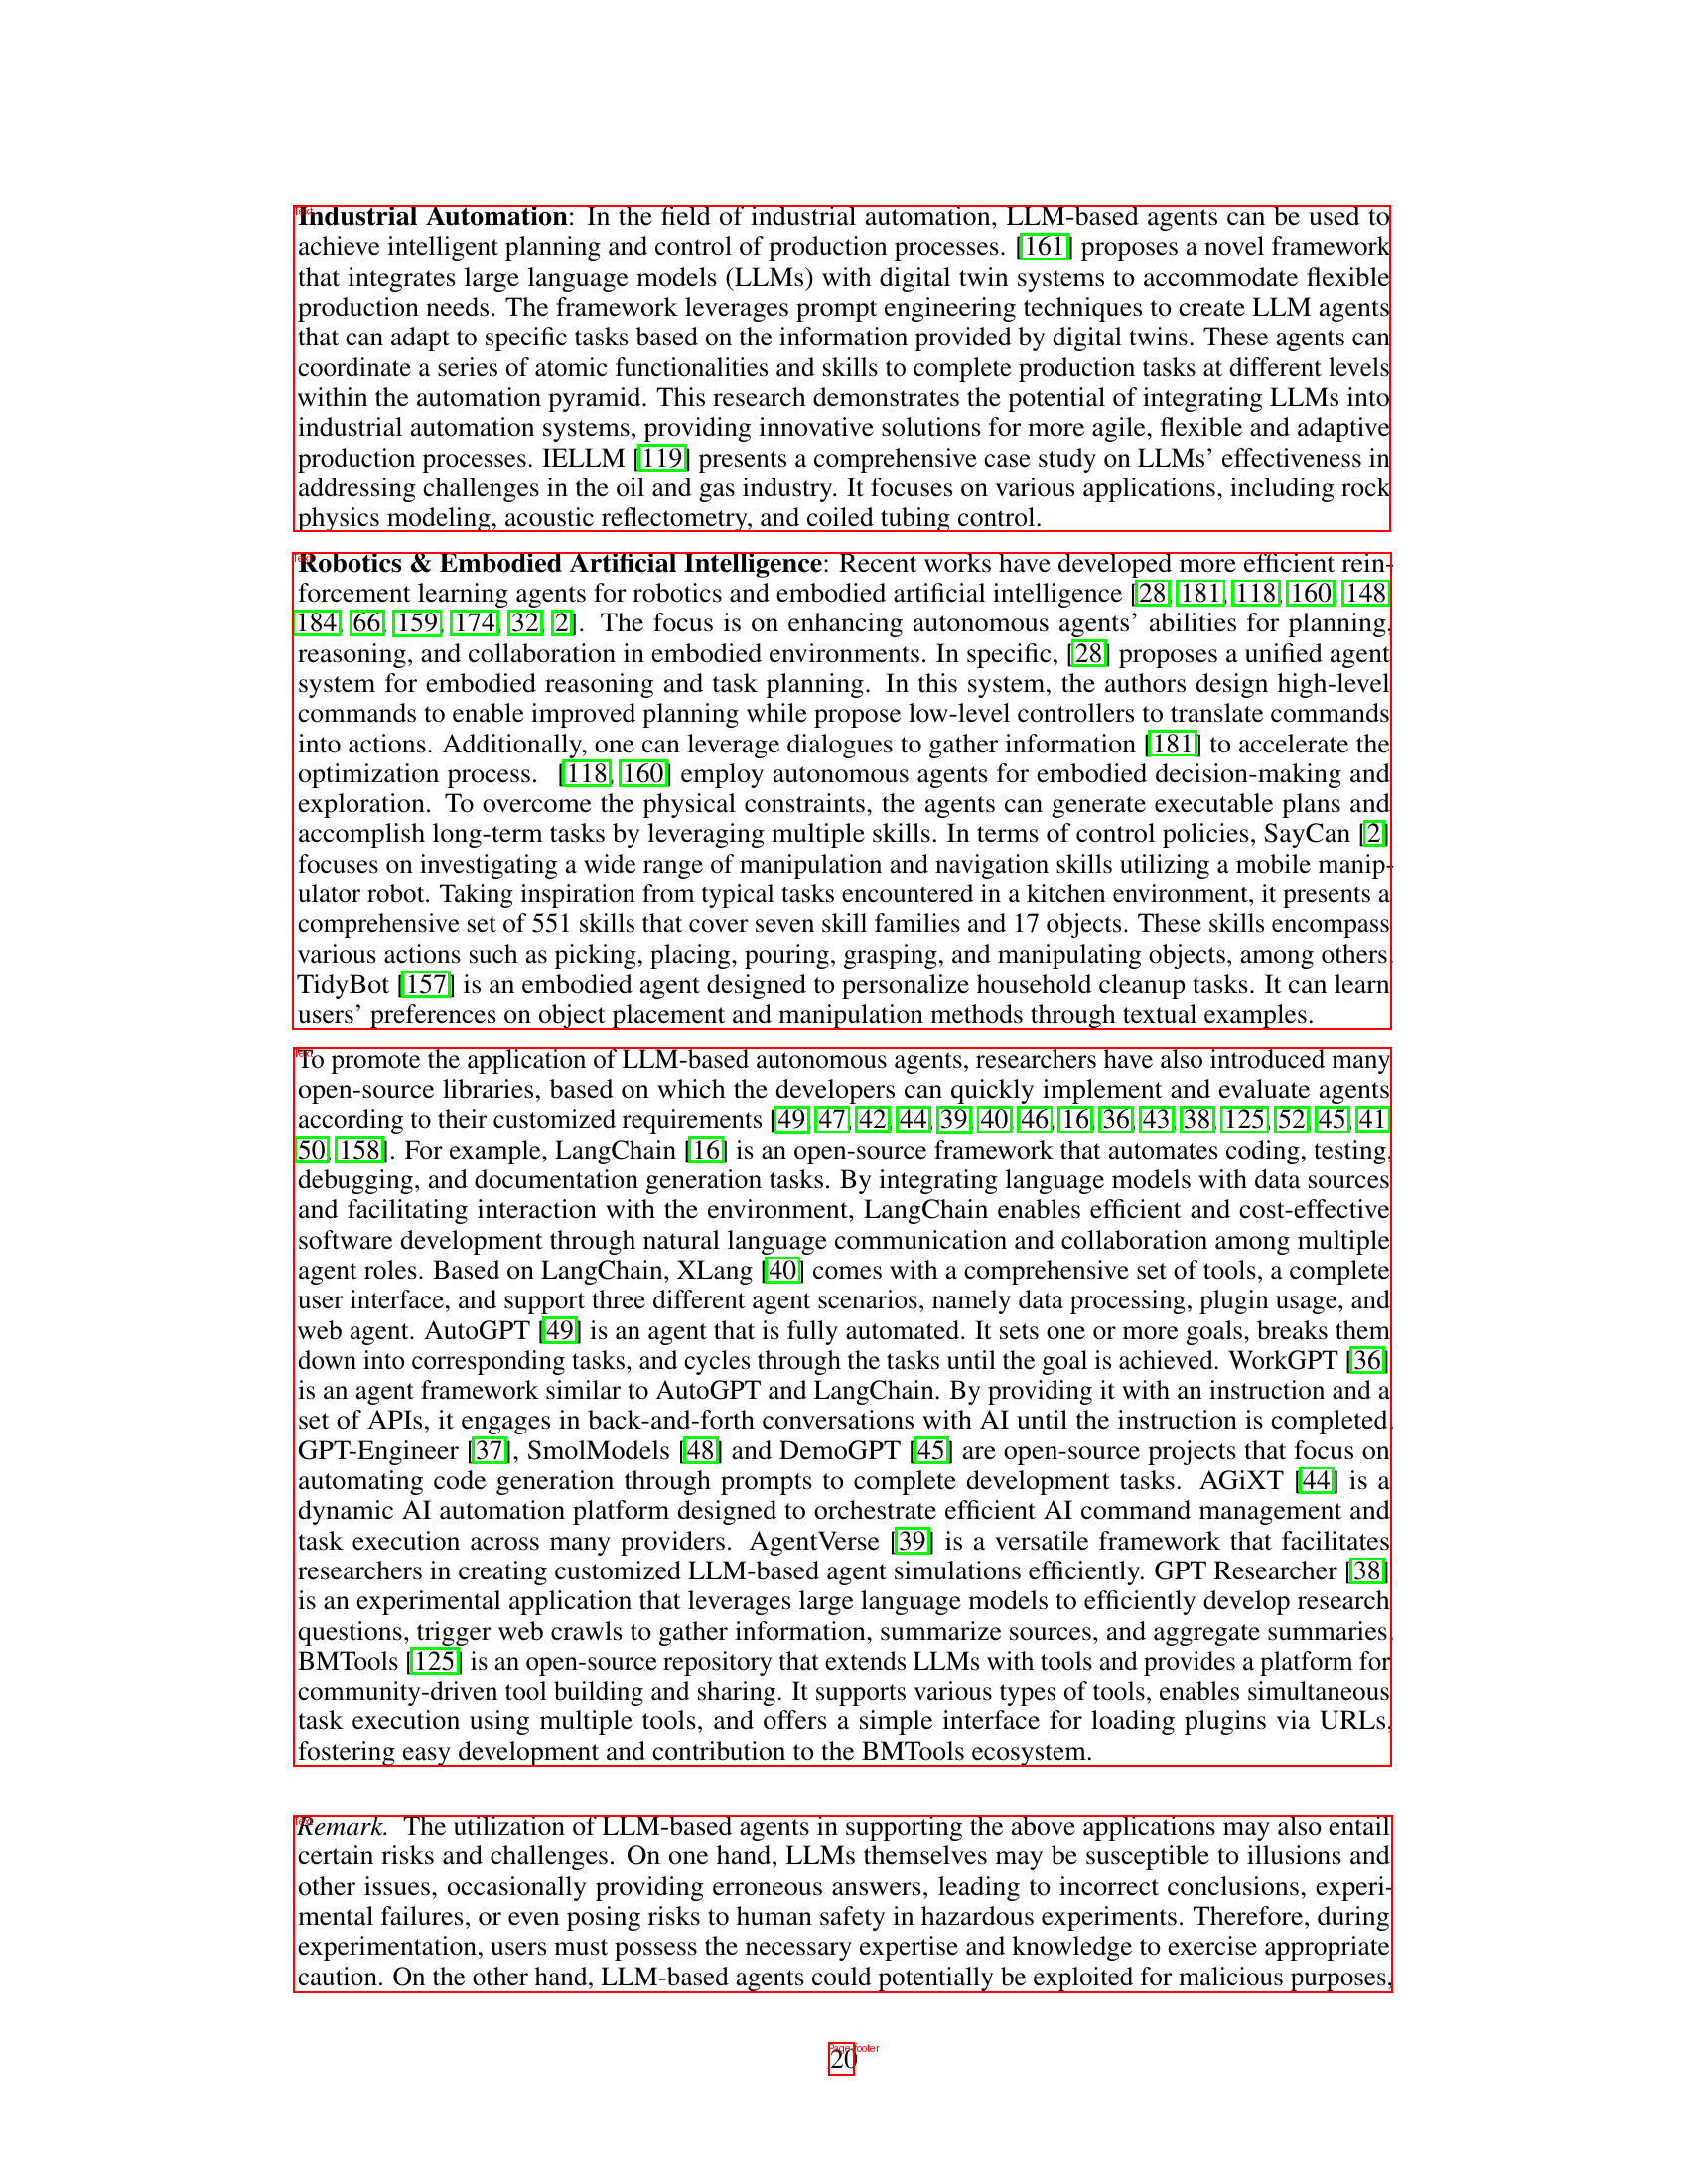 Industrial Automation: In the field of industrial automation, LLM-based agents can be used to
achieve intelligent planning and control of production processes. [161] proposes a novel framework
that integrates large language models (LLMs) with digital twin systems to accommodate flexible
production needs. The framework leverages prompt engineering techniques to create LLM agents
that can adapt to specific tasks based on the information provided by digital twins. These agents can
coordinate a series of atomic functionalities and skills to complete production tasks at different levels
within the automation pyramid. This research demonstrates the potential of integrating LLMs into
industrial automation systems, providing innovative solutions for more agile, flexible and adaptive
production processes. IELLM [119] presents a comprehensive case study on LLMs' effectiveness in
addressing challenges in the oil and gas industry. It focuses on various applications, including rock
physics modeling, acoustic reflectometry, and coiled tubing control.
Robotics & Embodied Artificial Intelligence: Recent works have developed more efficient rein-
forcement learning agents for robotics and embodied artificial intelligence [28, 181, 118, 160, 148,
184, 66, 159, 174, 32, 2]. The focus is on enhancing autonomous agents' abilities for planning,
reasoning, and collaboration in embodied environments. In specific, [28] proposes a unified agent
system for embodied reasoning and task planning. In this system, the authors design high-level
commands to enable improved planning while propose low-level controllers to translate commands
into actions. Additionally, one can leverage dialogues to gather information [181] to accelerate the
optimization process. [118, 160] employ autonomous agents for embodied decision-making and
exploration. To overcome the physical constraints, the agents can generate executable plans and
accomplish long-term tasks by leveraging multiple skills. In terms of control policies, SayCan [2]
focuses on investigating a wide range of manipulation and navigation skills utilizing a mobile manip-
ulator robot. Taking inspiration from typical tasks encountered in a kitchen environment, it presents a
comprehensive set of 551 skills that cover seven skill families and 17 objects. These skills encompass
various actions such as picking, placing, pouring, grasping, and manipulating objects, among others.
TidyBot [157] is an embodied agent designed to personalize household cleanup tasks. It can learn
users' preferences on object placement and manipulation methods through textual examples.
To promote the application of LLM-based autonomous agents, researchers have also introduced many
open-source libraries, based on which the developers can quickly implement and evaluate agents
according to their customized requirements [49, 47, 42, 44, 39, 40, 46, 16, 36, 43, 38, 125, 52, 45, 41,
50, 158]. For example, LangChain [16] is an open-source framework that automates coding, testing,
debugging, and documentation generation tasks. By integrating language models with data sources
and facilitating interaction with the environment, LangChain enables efficient and cost-effective
software development through natural language communication and collaboration among multiple
agent roles. Based on LangChain, XLang [40] comes with a comprehensive set of tools, a complete
user interface, and support three different agent scenarios, namely data processing, plugin usage, and
web agent. AutoGPT [49] is an agent that is fully automated. It sets one or more goals, breaks them
down into corresponding tasks, and cycles through the tasks until the goal is achieved. WorkGPT [36]
is an agent framework similar to AutoGPT and LangChain. By providing it with an instruction and a
set of APIs, it engages in back-and-forth conversations with AI until the instruction is completed.
GPT-Engineer [37], SmolModels [48] and DemoGPT [45] are open-source projects that focus on
automating code generation through prompts to complete development tasks. AGiXT [44] is a
dynamic AI automation platform designed to orchestrate efficient AI command management and
task execution across many providers. AgentVerse [39] is a versatile framework that facilitates
researchers in creating customized LLM-based agent simulations efficiently. GPT Researcher [38]
is an experimental application that leverages large language models to efficiently develop research
questions, trigger web crawls to gather information, summarize sources, and aggregate summaries.
BMTools [125] is an open-source repository that extends LLMs with tools and provides a platform for
community-driven tool building and sharing. It supports various types of tools, enables simultaneous
task execution using multiple tools, and offers a simple interface for loading plugins via URLs,
fostering easy development and contribution to the BMTools ecosystem.
Remark. The utilization of LLM-based agents in supporting the above applications may also entail
certain risks and challenges. On one hand, LLMs themselves may be susceptible to illusions and
other issues, occasionally providing erroneous answers, leading to incorrect conclusions, experi-
mental failures, or even posing risks to human safety in hazardous experiments. Therefore, during
experimentation, users must possess the necessary expertise and knowledge to exercise appropriate
caution. On the other hand, LLM-based agents could potentially be exploited for malicious purposes,
Page-footer
20